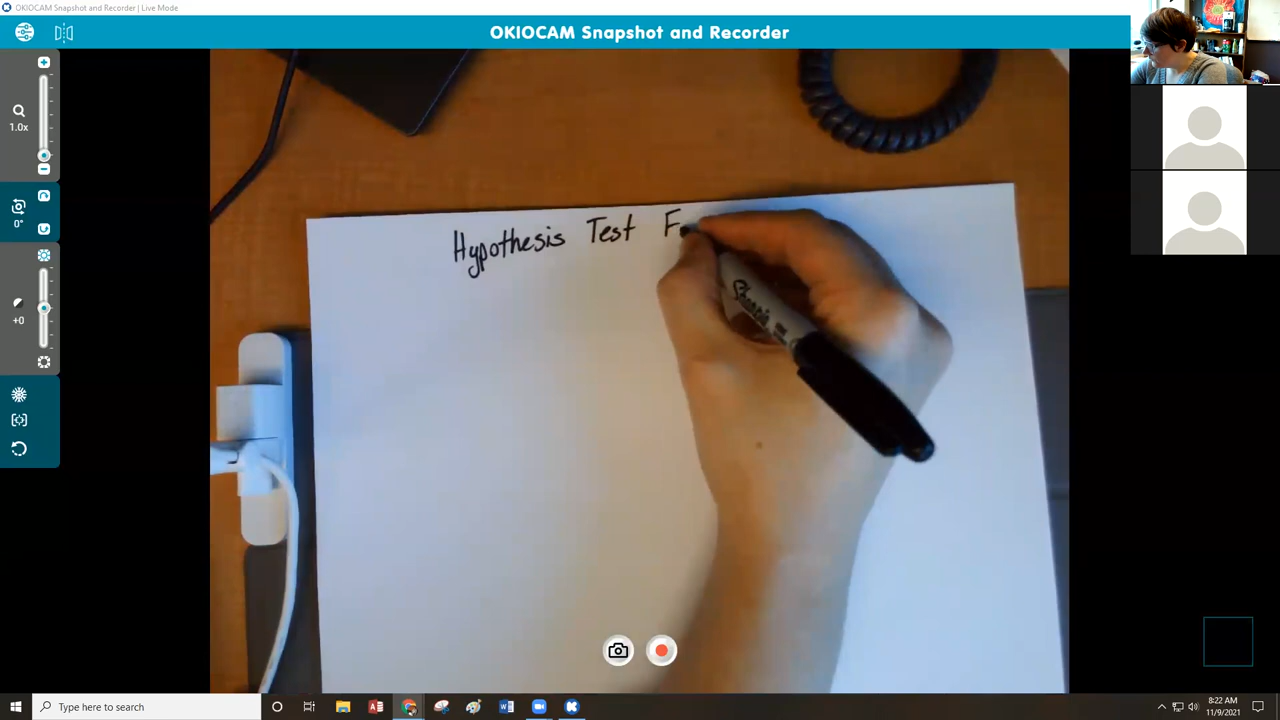 OKIOCAM Snapshot and Recorder | Live Mode
OKIOCAM Snapshot and Recorder
1.0x
0°
+0
Hypothesis Test F
Sharpie
Type here to search
8:22 AM
11/9/2021